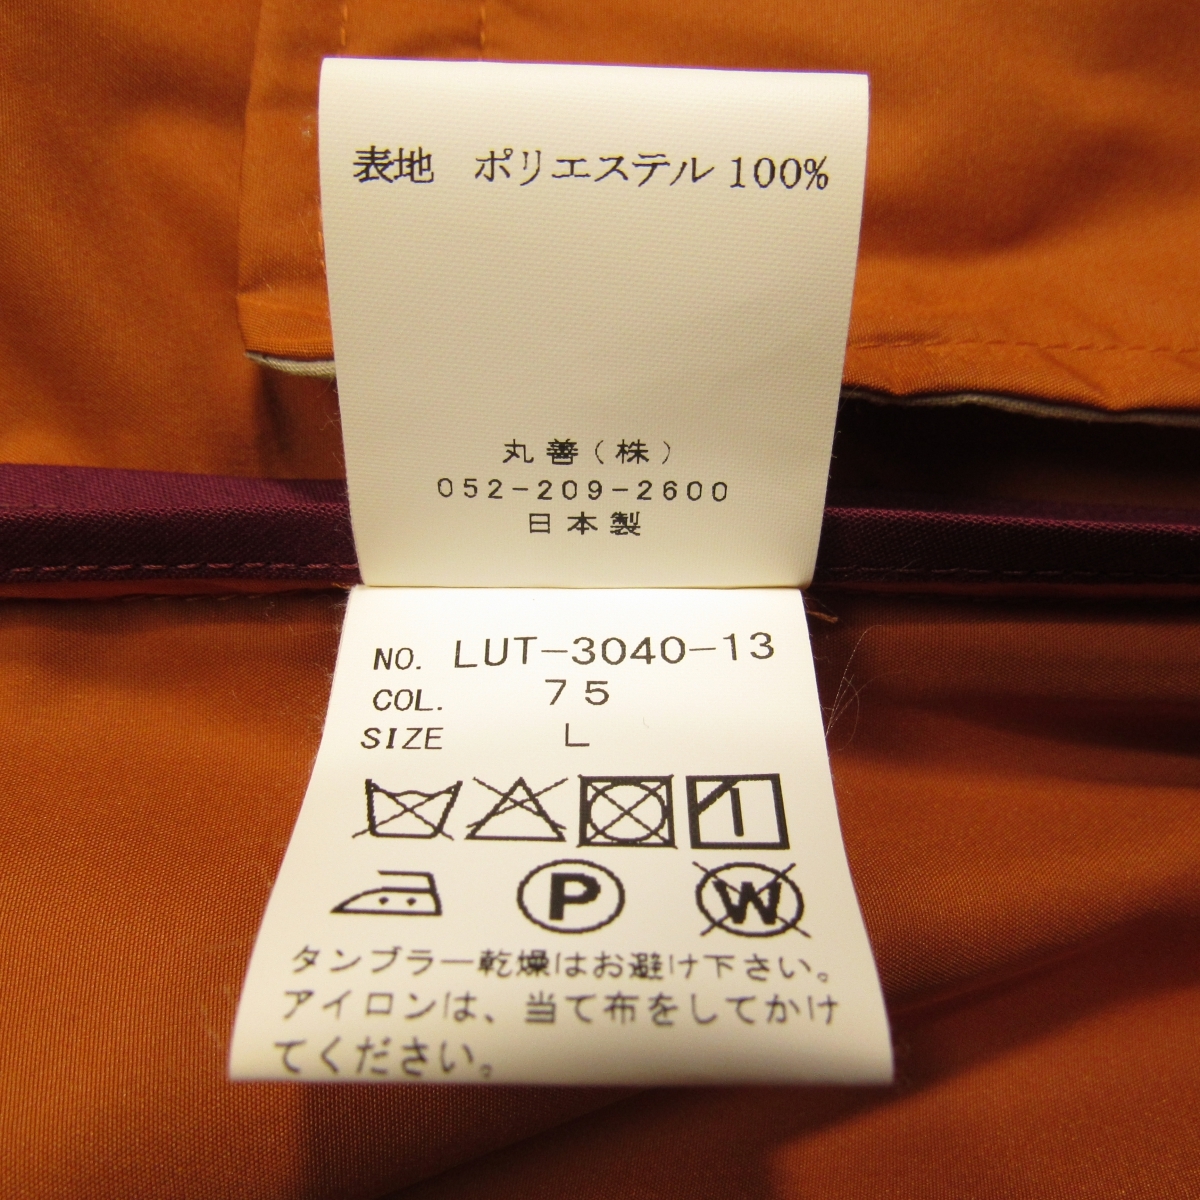 表地 ポリエステル 100%
丸善(株)
052-209-2600
日本製
NO. LUT-3040-13
COL. 75
SIZE L
P W
タンブラー乾燥はお避け下さい。
アイロンは、当て布をしてかけ
てください。